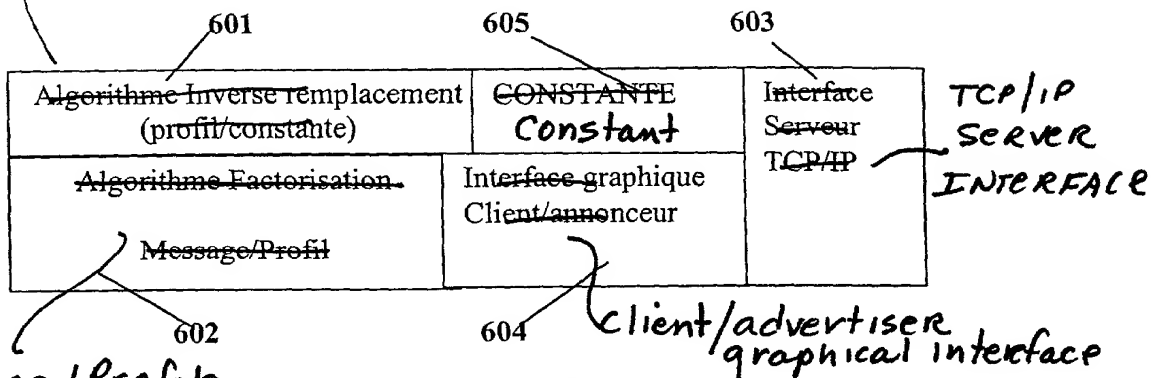 601
605
603
Algorithme Inverse remplacement
(profil/constante)
CONSTANTE
Constant
Interface
Serveur
TCP/IP
TCP/IP
SERVER
INTERFACE
Algorithme Factorisation
Message/Profil
Interface graphique
Client/annonceur
602
604
client/advertiser
graphical interface